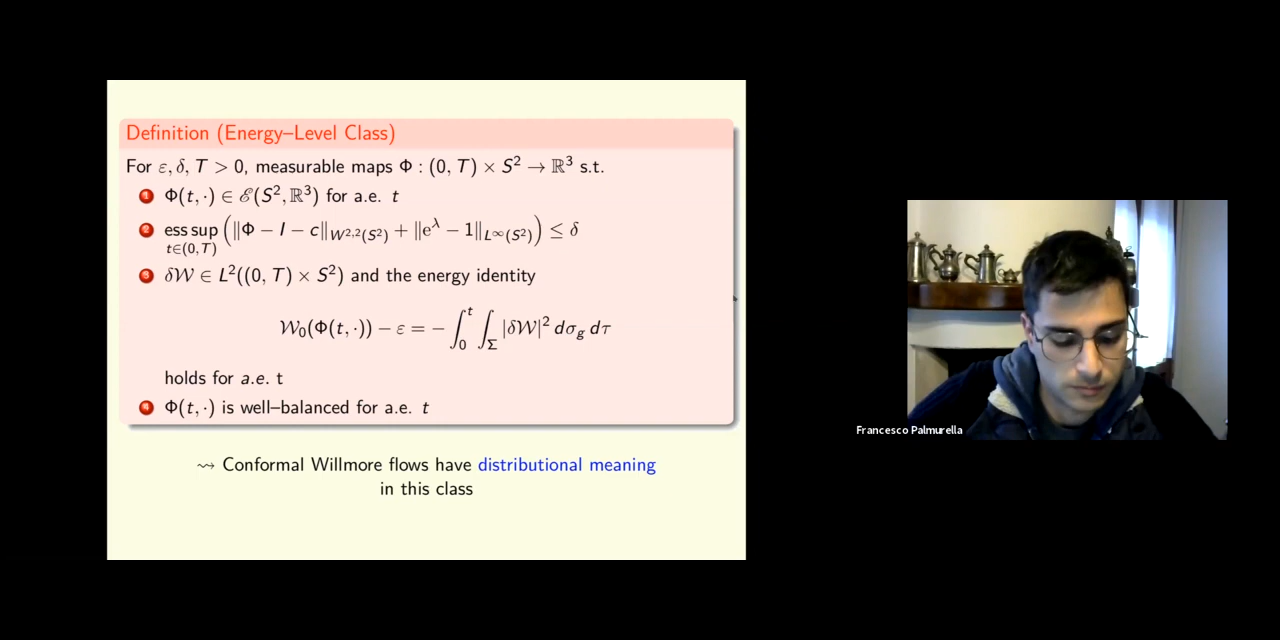 Definition (Energy–Level Class)
For ε, δ, T > 0, measurable maps Φ : (0, T) × S² → ℝ³ s.t.
1 Φ(t, ·) ∈ ℰ(S², ℝ³) for a.e. t
2 ess sup_{t∈(0,T)} (‖Φ − I − c‖_{W^{2,2}(S²)} + ‖e^λ − 1‖_{L^∞(S²)}) ≤ δ
3 δ𝒲 ∈ L²((0, T) × S²) and the energy identity
𝒲₀(Φ(t, ·)) − ε = − ∫₀ᵗ ∫_Σ |δ𝒲|² dσ_g dτ
holds for a.e. t
4 Φ(t, ·) is well–balanced for a.e. t
⇝ Conformal Willmore flows have distributional meaning
in this class
Francesco Palmurella